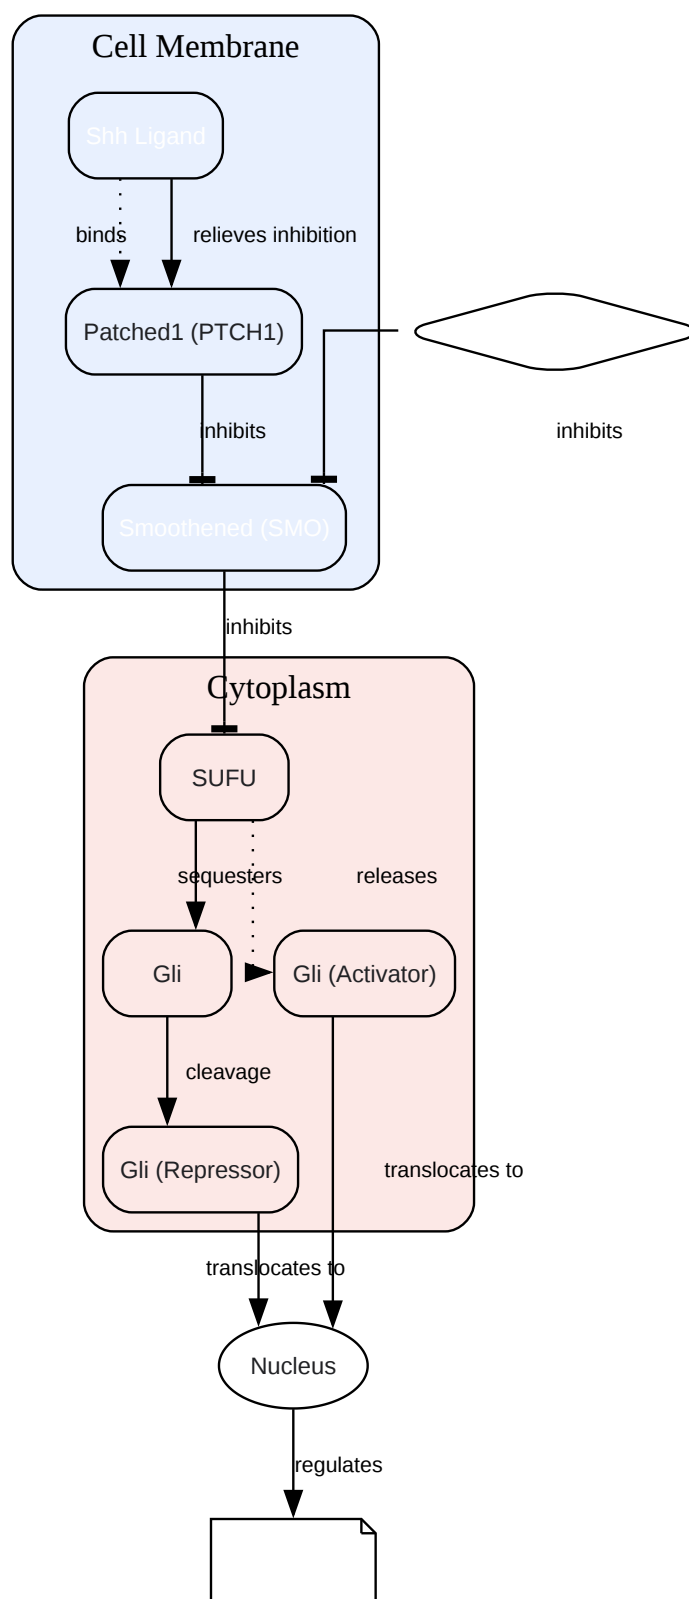 Cell Membrane
Shh Ligand
binds
relieves inhibition
Patched1 (PTCH1)
inhibits
inhibits
Smoothened (SMO)
inhibits
Cytoplasm
SUFU
sequesters
releases
Gli
Gli (Activator)
cleavage
Gli (Repressor)
translocates to
translocates to
Nucleus
regulates